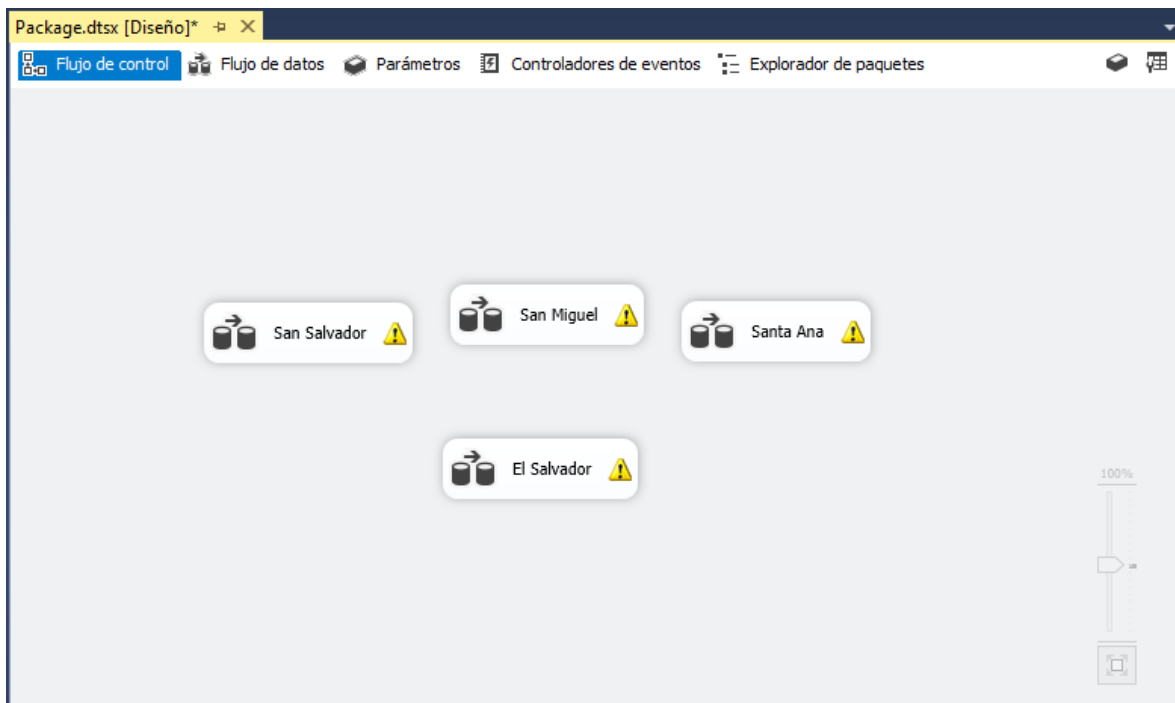 Package.dtsx [Diseño]*
Flujo de control Flujo de datos Parámetros Controladores de eventos Explorador de paquetes
San Salvador
San Miguel
Santa Ana
El Salvador
100%